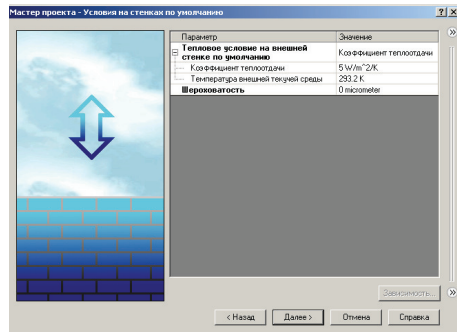 Мастер проекта - Условия на стенках по умолчанию
Параметр Значение
Тепловое условие на внешней стенке по умолчанию Коэффициент теплоотдачи
Коэффициент теплоотдачи 5 W/m^2/K
Температура внешней текучей среды 293.2 K
Шероховатость 0 micrometer
Зависимость...
< Назад Далее > Отмена Справка